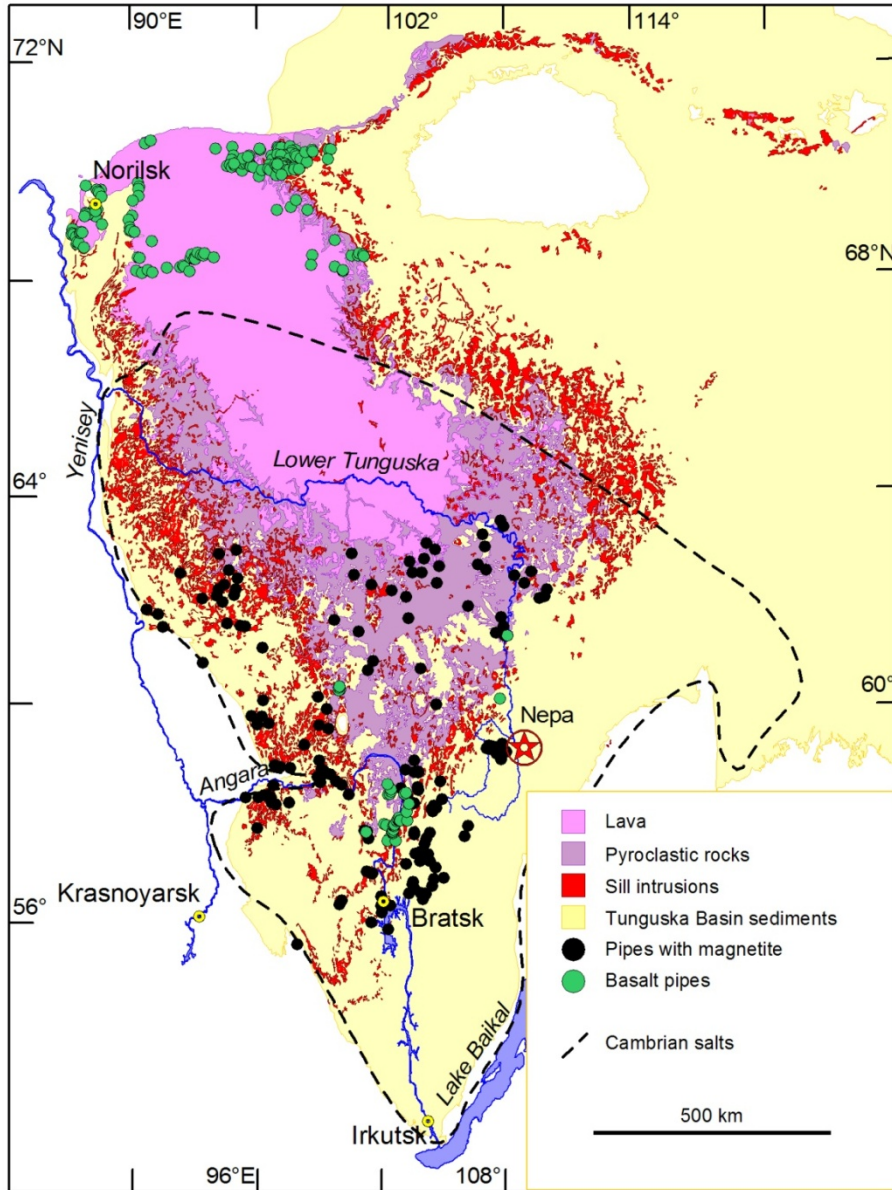 90°E
102°
114°
72°N
Norilsk
68°N
Yenisey
Lower Tunguska
64°
60°
Nepa
Angara
Lava
Pyroclastic rocks
Krasnoyarsk
Sill intrusions
56°
Bratsk
Tunguska Basin sediments
Pipes with magnetite
Basalt pipes
Lake Baikal
Cambrian salts
500 km
Irkutsk
96°E
108°